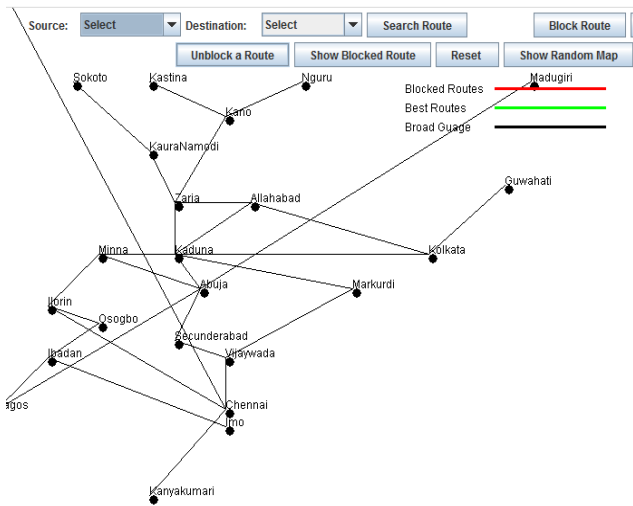 Source: Select Destination: Select Search Route Block Route
Unblock a Route Show Blocked Route Reset Show Random Map
Sokoto Kastina Nguru Madugiri
Blocked Routes
Best Routes
Kano
Broad Guage
KauraNamodi
Guwahati
Zaria Allahabad
Minna Kaduna Kolkata
Abuja Markurdi
Ilorin
Osogbo
Secunderabad
Ibadan Vijaywada
agos Chennai
Imo
Kanyakumari